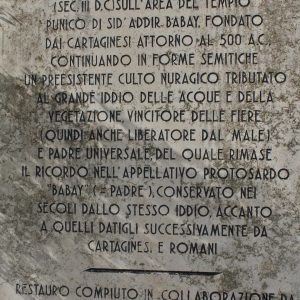 (SEC. III D.C.) SULL'AREA DEL TEMPIO
PUNICO DI SID' ADDIR. BABAY, FONDATO
DAI CARTAGINESI ATTORNO AL 500 A.C.
CONTINUANDO IN FORME SEMITICHE
UN PREESISTENTE CULTO NURAGICO TRIBUTATO
AL GRANDE IDDIO DELLE ACQUE E DELLA
VEGETAZIONE, VINCITORE DELLE FIERE
(QUINDI ANCHE LIBERATORE DAL MALE)
E PADRE UNIVERSALE, DEL QUALE RIMASE
IL RICORDO NELL'APPELLATIVO PROTOSARDO
"BABAY" (= PADRE), CONSERVATO NEI
SECOLI DALLO STESSO IDDIO, ACCANTO
A QUELLI DATIGLI SUCCESSIVAMENTE DA
CARTAGINESI E ROMANI
RESTAURO COMPIUTO IN COLLABORAZIONE DA